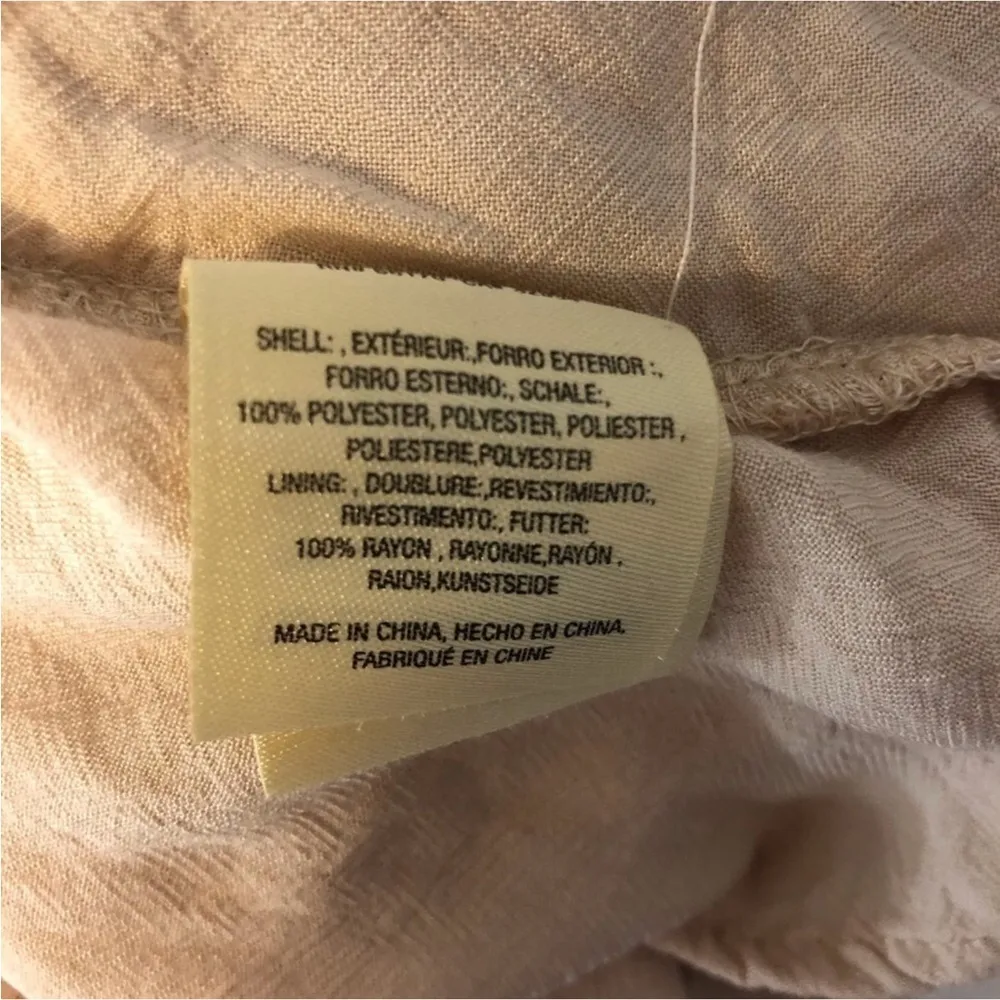 SHELL: , EXTÉRIEUR:,FORRO EXTERIOR :,
FORRO ESTERNO:, SCHALE:,
100% POLYESTER, POLYESTER, POLIESTER ,
POLIESTERE,POLYESTER
LINING: , DOUBLURE:,REVESTIMIENTO:,
RIVESTIMENTO:, FUTTER:
100% RAYON , RAYONNE,RAYÓN ,
RAION,KUNSTSEIDE
MADE IN CHINA, HECHO EN CHINA,
FABRIQUÉ EN CHINE